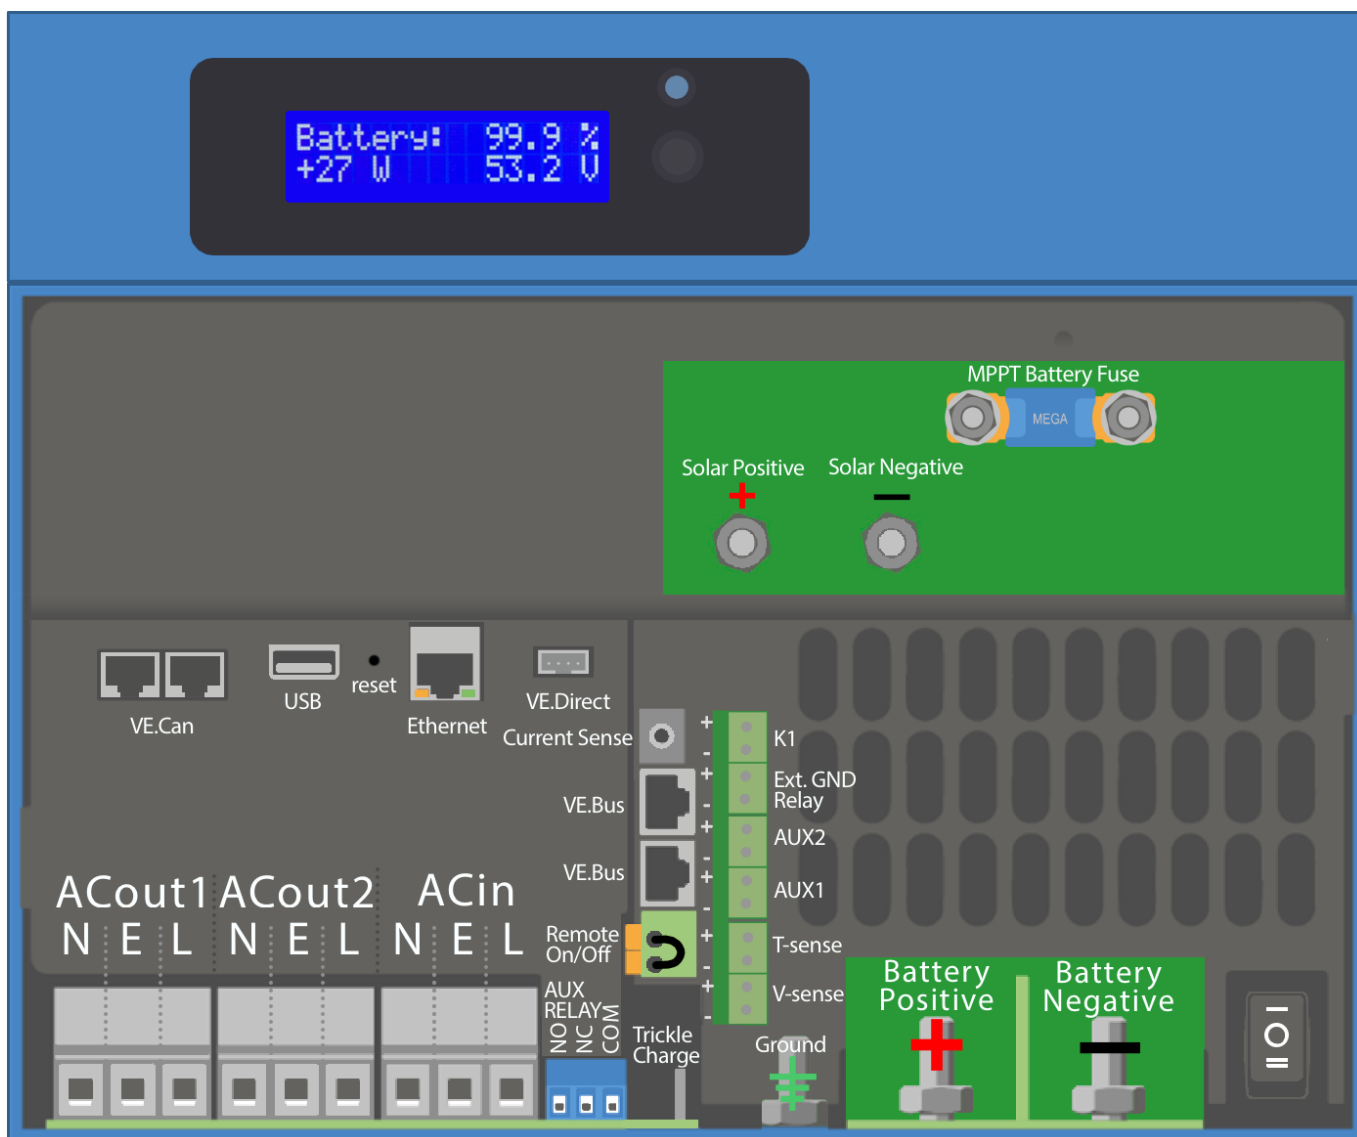 Battery: 99.9 %
+27 W 53.2 V
MPPT Battery Fuse
MEGA
Solar Positive
Solar Negative
+
−
VE.Can
USB
reset
Ethernet
VE.Direct
Current Sense
VE.Bus
VE.Bus
Remote
On/Off
AUX
RELAY
NO
NC
COM
Trickle
Charge
+
-
K1
+
-
Ext. GND
Relay
+
-
AUX2
+
-
AUX1
+
-
T-sense
+
-
V-sense
Ground
ACout1
N E L
ACout2
N E L
ACin
N E L
Battery
Positive
+
Battery
Negative
−
I
O
II